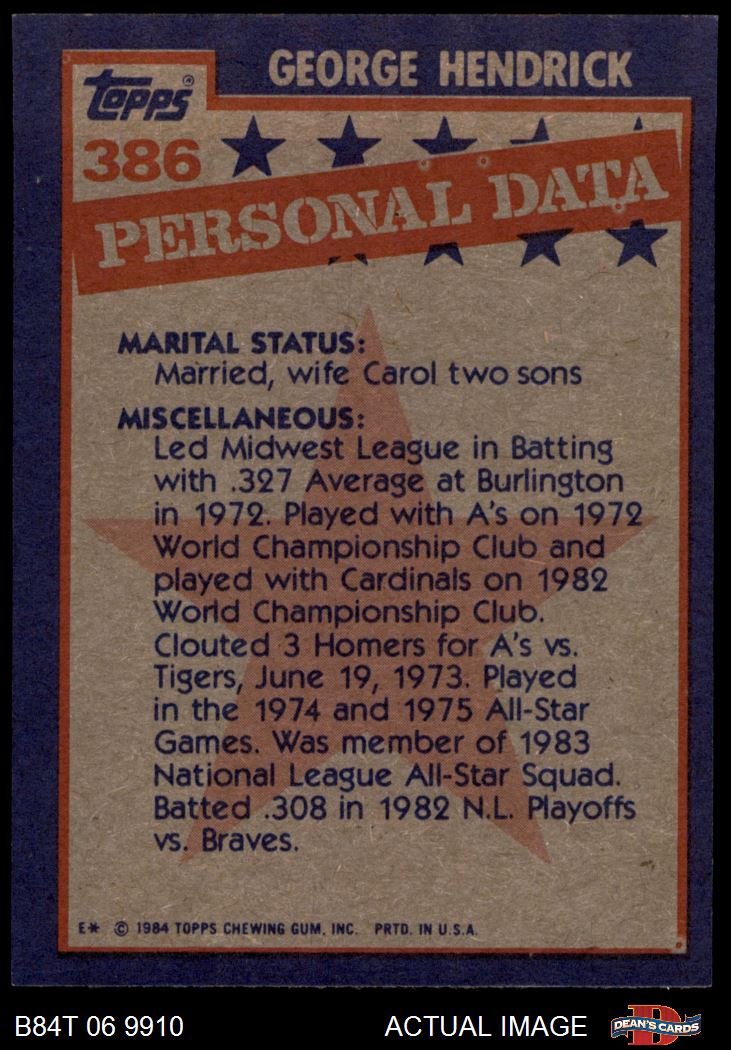 GEORGE HENDRICK
topps®
386
PERSONAL DATA
MARITAL STATUS:
Married, wife Carol two sons
MISCELLANEOUS:
Led Midwest League in Batting
with .327 Average at Burlington
in 1972. Played with A's on 1972
World Championship Club and
played with Cardinals on 1982
World Championship Club.
Clouted 3 Homers for A's vs.
Tigers, June 19, 1973. Played
in the 1974 and 1975 All-Star
Games. Was member of 1983
National League All-Star Squad.
Batted .308 in 1982 N.L. Playoffs
vs. Braves.
E* © 1984 TOPPS CHEWING GUM, INC. PRTD. IN U.S.A.
B84T 06 9910 ACTUAL IMAGE D DEAN'S CARDS